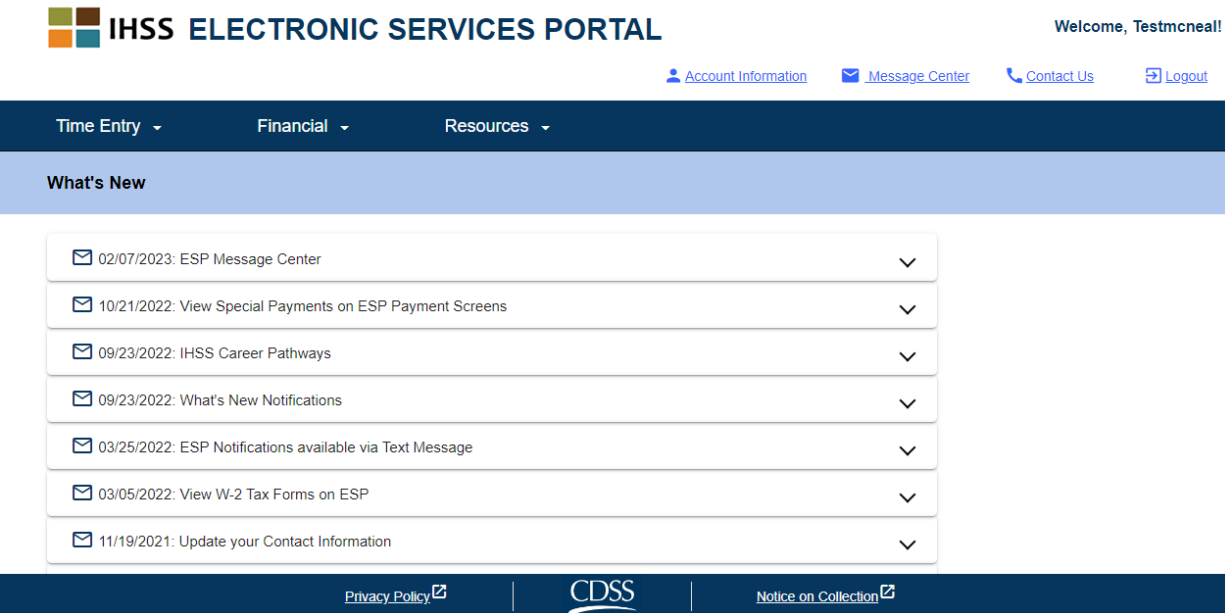 IHSS ELECTRONIC SERVICES PORTAL
Welcome, Testmcneal!
Account Information Message Center Contact Us Logout
Time Entry Financial Resources
What's New
02/07/2023: ESP Message Center
10/21/2022: View Special Payments on ESP Payment Screens
09/23/2022: IHSS Career Pathways
09/23/2022: What's New Notifications
03/25/2022: ESP Notifications available via Text Message
03/05/2022: View W-2 Tax Forms on ESP
11/19/2021: Update your Contact Information
Privacy Policy CDSS Notice on Collection